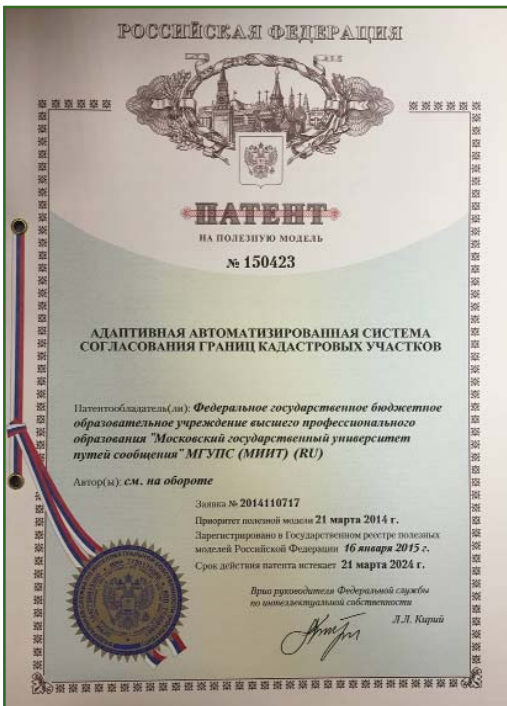 РОССИЙСКАЯ ФЕДЕРАЦИЯ
ПАТЕНТ
НА ПОЛЕЗНУЮ МОДЕЛЬ
№ 150423
АДАПТИВНАЯ АВТОМАТИЗИРОВАННАЯ СИСТЕМА
СОГЛАСОВАНИЯ ГРАНИЦ КАДАСТРОВЫХ УЧАСТКОВ
Патентообладатель(ли): Федеральное государственное бюджетное
образовательное учреждение высшего профессионального
образования "Московский государственный университет
путей сообщения" МГУПС (МИИТ) (RU)
Автор(ы): см. на обороте
Заявка № 2014110717
Приоритет полезной модели 21 марта 2014 г.
Зарегистрировано в Государственном реестре полезных
моделей Российской Федерации 16 января 2015 г.
Срок действия патента истекает 21 марта 2024 г.
Врио руководителя Федеральной службы
по интеллектуальной собственности
Л.Л. Кирий